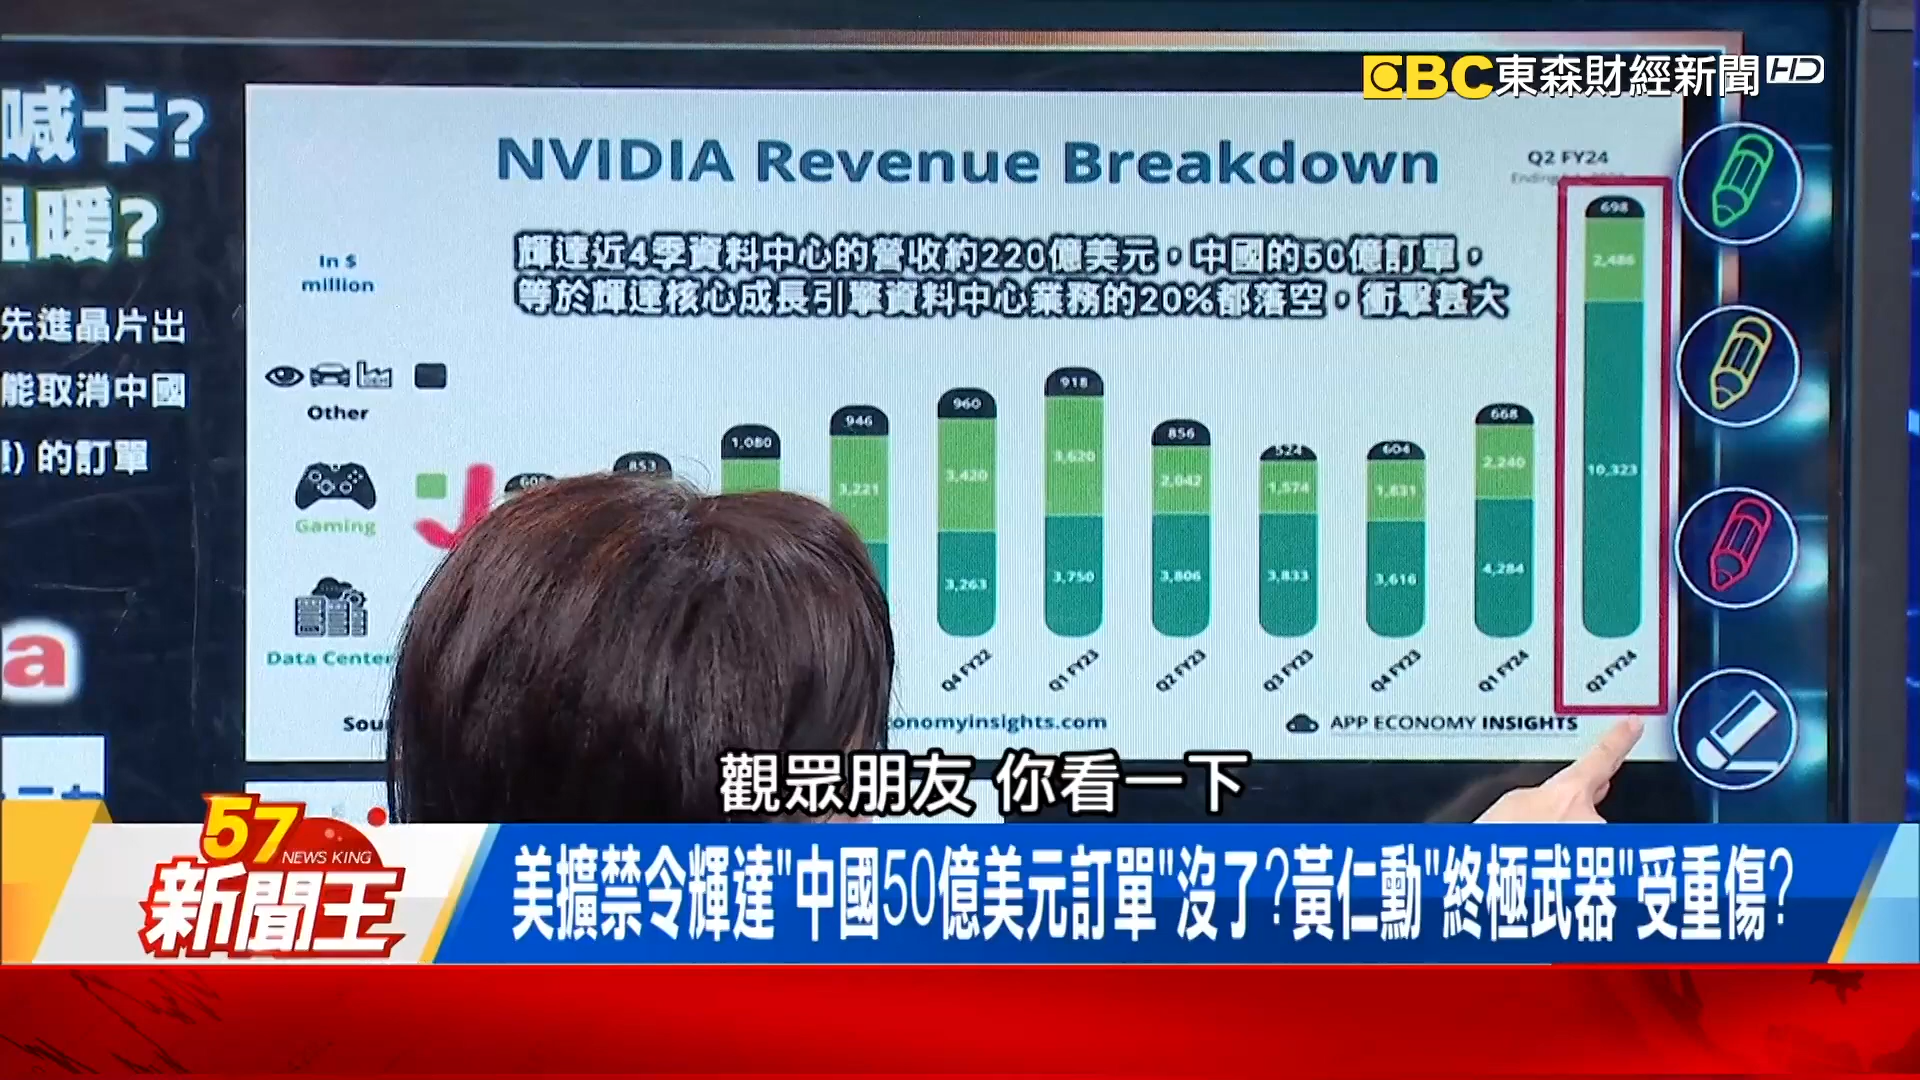 EBC東森財經新聞HD
喊卡?
溫暖?
先進晶片出
能取消中國
的訂單
a
NVIDIA Revenue Breakdown
Q2 FY24
In $
million
輝達近4季資料中心的營收約220億美元，中國的50億訂單，
等於輝達核心成長引擎資料中心業務的20%都落空，衝擊甚大
Other
Gaming
Data Center
853
1,080
946
3,221
960
3,420
3,263
918
3,620
3,750
856
2,042
3,806
524
1,574
3,833
604
1,831
3,616
668
2,240
4,284
698
2,486
10,323
Q4 FY22
Q1 FY23
Q2 FY23
Q3 FY23
Q4 FY23
Q1 FY24
Q2 FY24
Sou
onomyinsights.com
APP ECONOMY INSIGHTS
觀眾朋友 你看一下
57
NEWS KING
新聞王
美擴禁令輝達"中國50億美元訂單"沒了?黃仁勳"終極武器"受重傷?